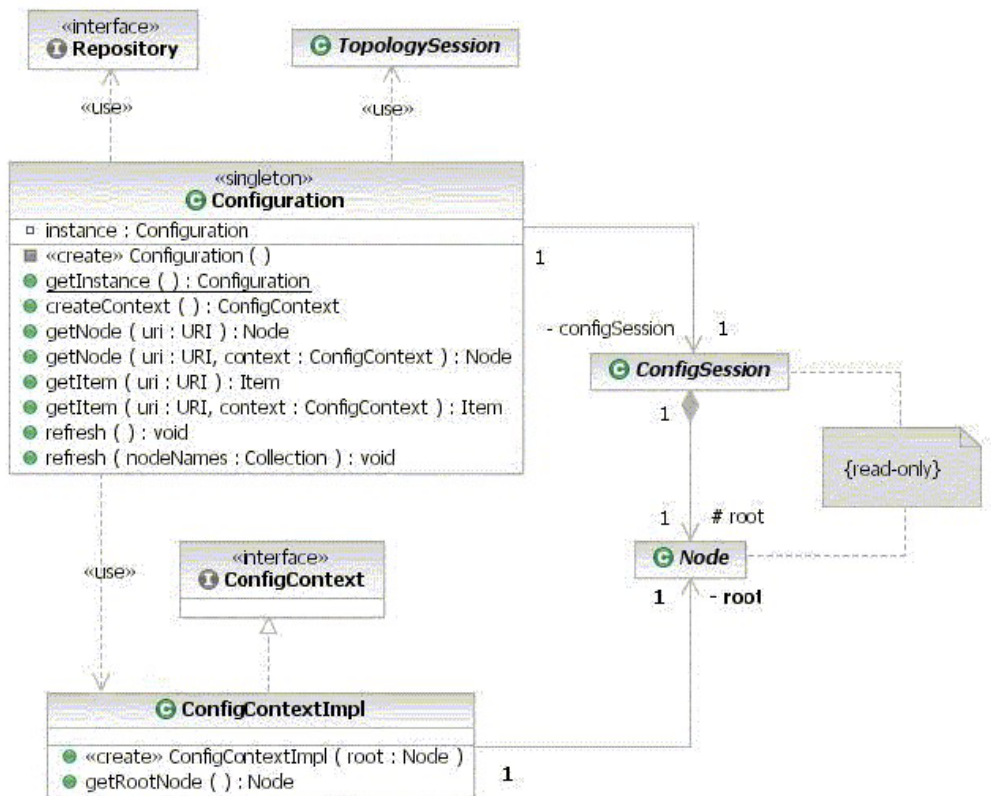 «interface»
I Repository
C TopologySession
«use»
«use»
«singleton»
C Configuration
instance : Configuration
«create» Configuration ( )
getInstance ( ) : Configuration
createContext ( ) : ConfigContext
getNode ( uri : URI ) : Node
getNode ( uri : URI, context : ConfigContext ) : Node
getItem ( uri : URI ) : Item
getItem ( uri : URI, context : ConfigContext ) : Item
refresh ( ) : void
refresh ( nodeNames : Collection ) : void
1
- configSession
1
C ConfigSession
1
{read-only}
1
# root
C Node
1
- root
«use»
«interface»
I ConfigContext
C ConfigContextImpl
«create» ConfigContextImpl ( root : Node )
getRootNode ( ) : Node
1